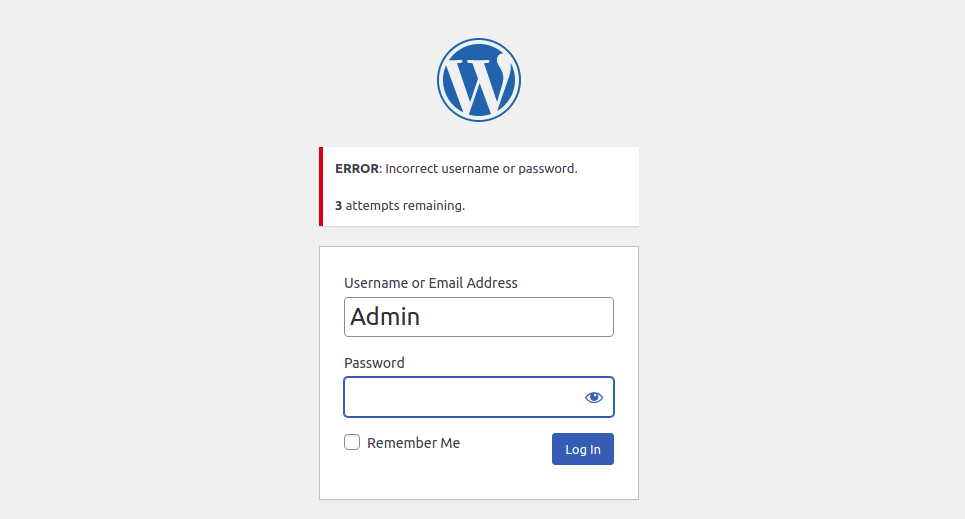 ERROR: Incorrect username or password.
3 attempts remaining.
Username or Email Address
Admin
Password
Remember Me
Log In